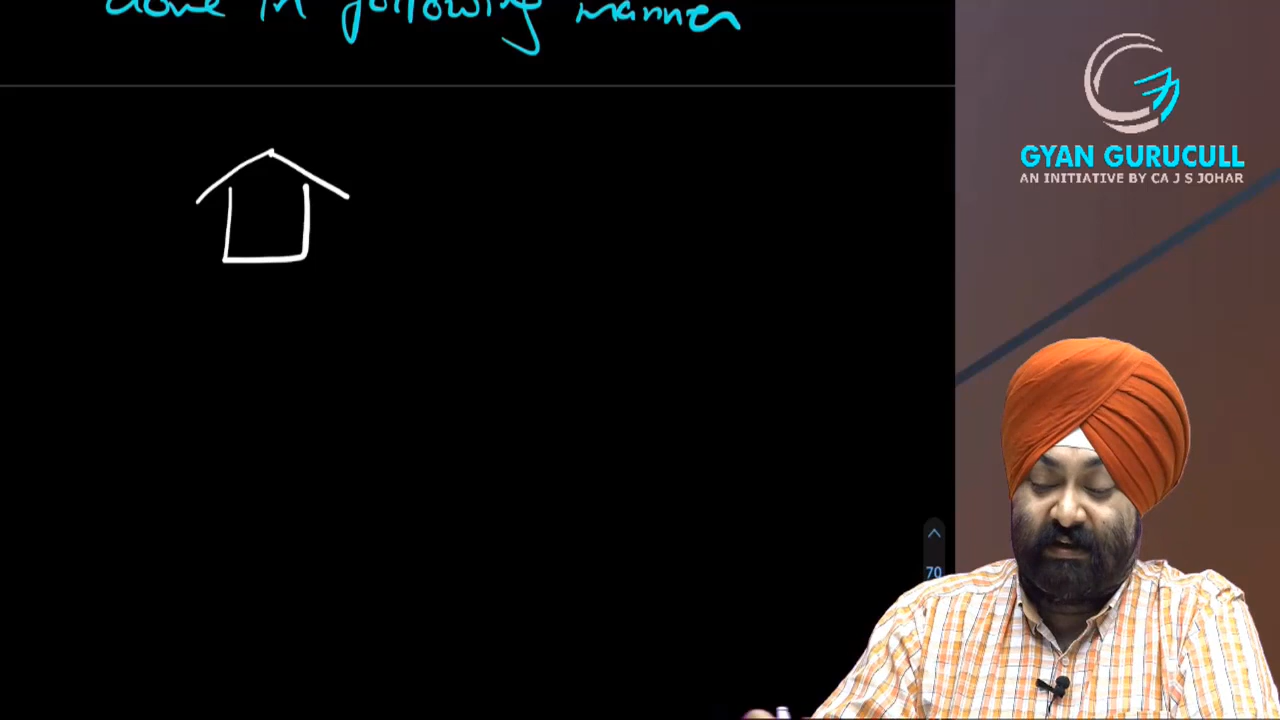 done in following manner
GYAN GURUCULL
AN INITIATIVE BY CA J S JOHAR
70